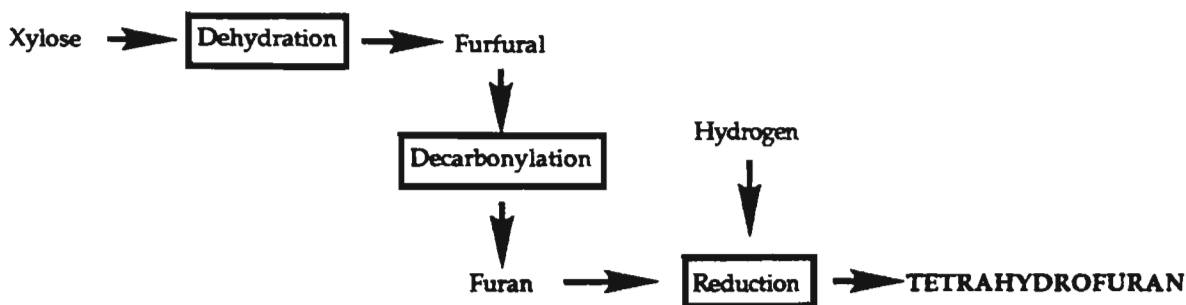 Xylose
Dehydration
Furfural
Decarbonylation
Hydrogen
Furan
Reduction
TETRAHYDROFURAN